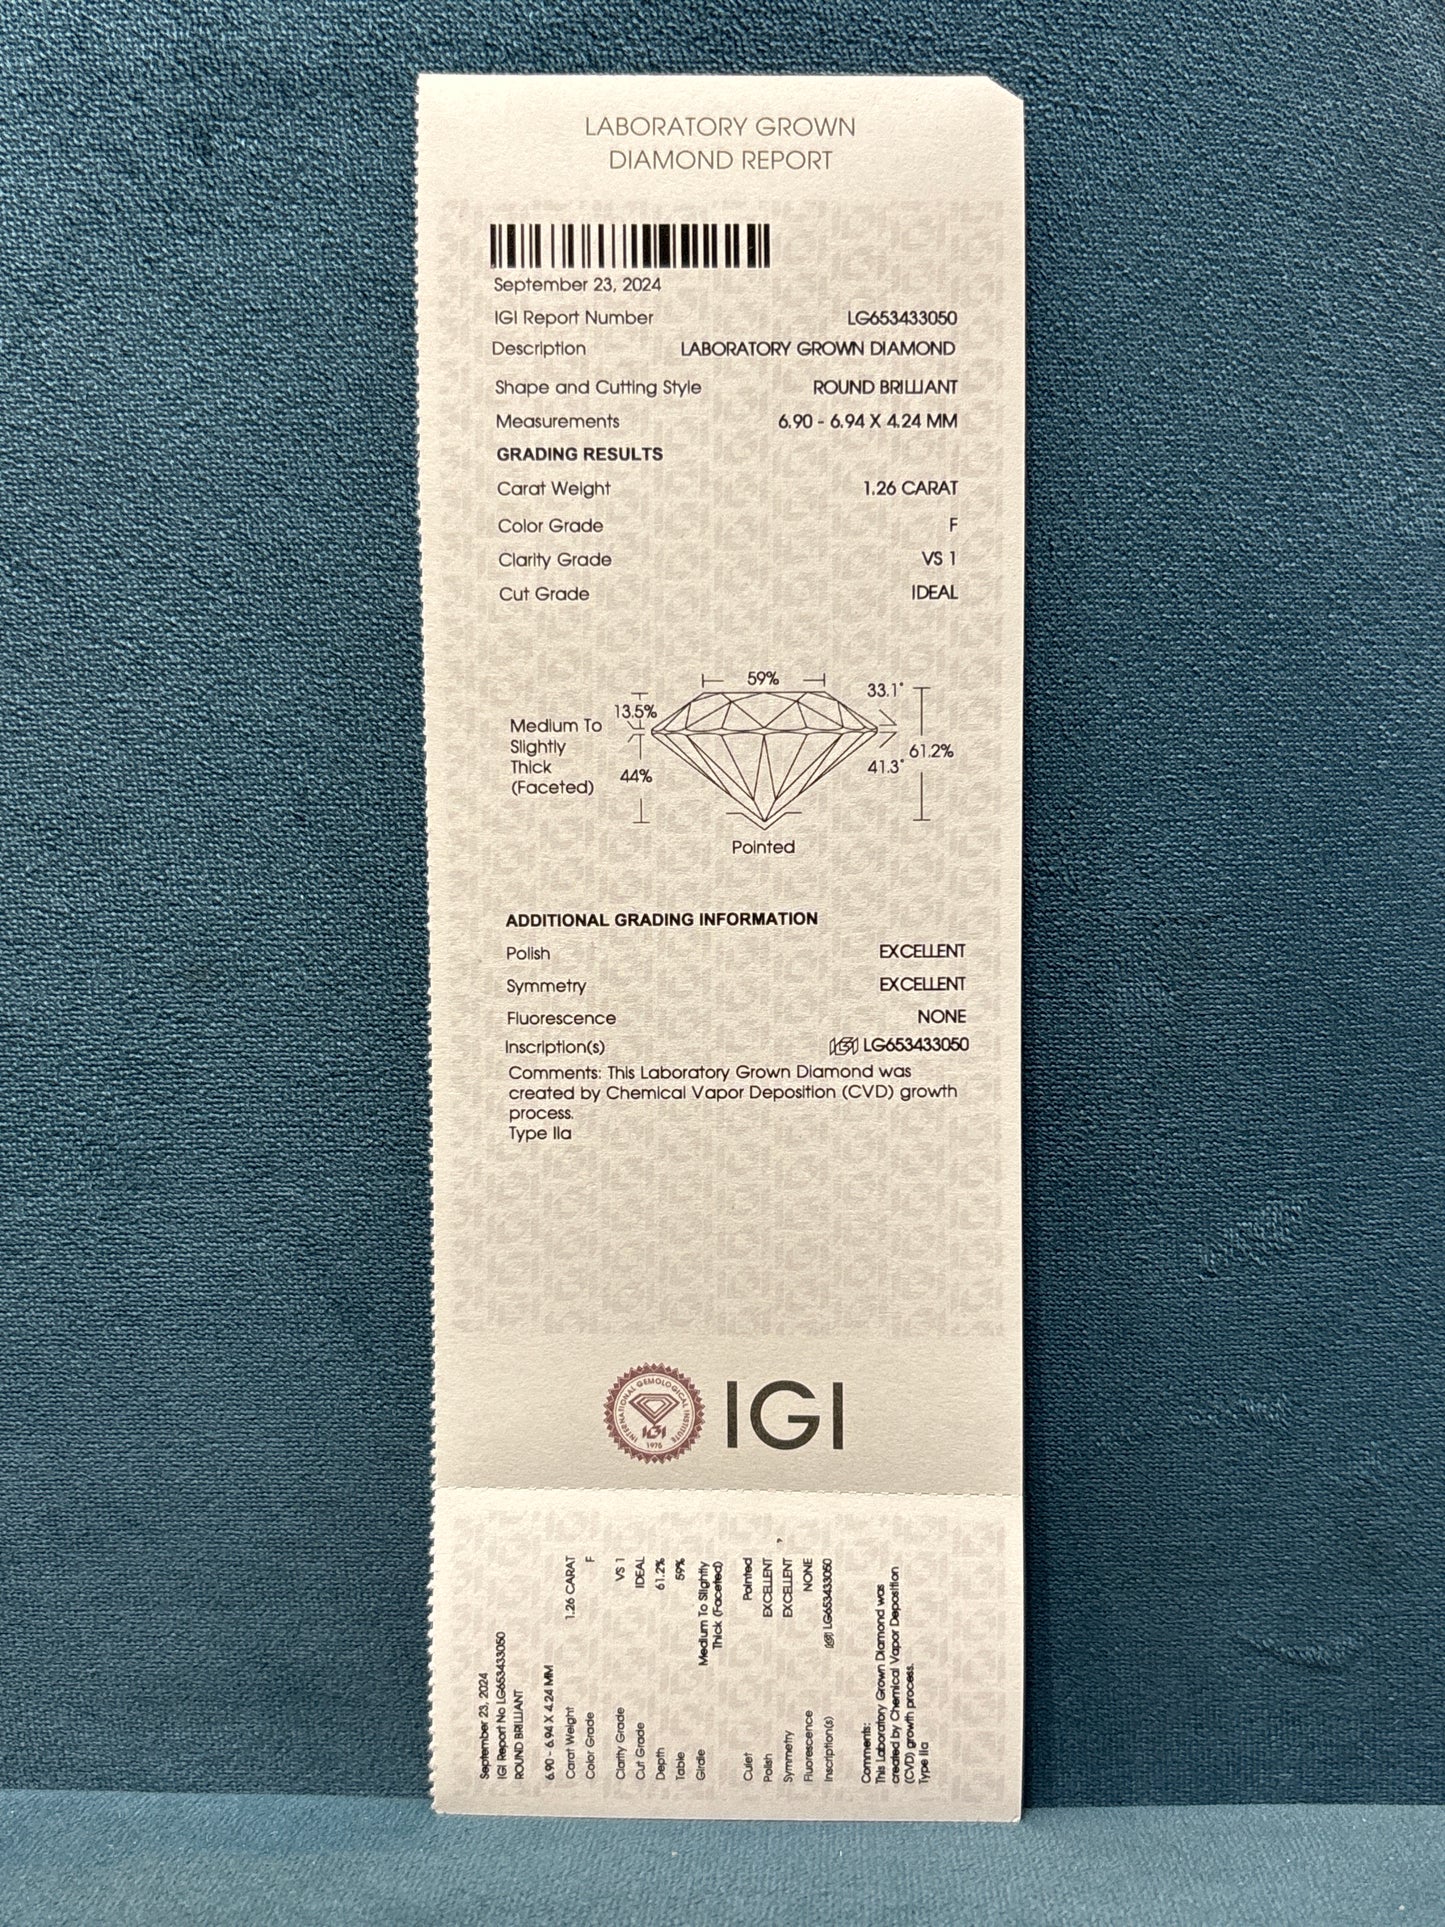 LABORATORY GROWN
DIAMOND REPORT
September 23, 2024
IGI Report Number LG653433050
Description LABORATORY GROWN DIAMOND
Shape and Cutting Style ROUND BRILLIANT
Measurements 6.90 - 6.94 X 4.24 MM
GRADING RESULTS
Carat Weight 1.26 CARAT
Color Grade F
Clarity Grade VS 1
Cut Grade IDEAL
59%
33.1°
13.5%
Medium To
Slightly
Thick
(Faceted)
61.2%
41.3°
44%
Pointed
ADDITIONAL GRADING INFORMATION
Polish EXCELLENT
Symmetry EXCELLENT
Fluorescence NONE
Inscription(s) IGI LG653433050
Comments: This Laboratory Grown Diamond was
created by Chemical Vapor Deposition (CVD) growth
process.
Type IIa
INTERNATIONAL GEMOLOGICAL INSTITUTE
IGI
1975
IGI
September 23, 2024
IGI Report No LG653433050
ROUND BRILLIANT
6.90 - 6.94 X 4.24 MM
Carat Weight 1.26 CARAT
Color Grade F
Clarity Grade VS 1
Cut Grade IDEAL
Depth 61.2%
Table 59%
Girdle Medium To Slightly
Thick (Faceted)
Culet Pointed
Polish EXCELLENT
Symmetry EXCELLENT
Fluorescence NONE
Inscription(s) IGI LG653433050
Comments:
This Laboratory Grown Diamond was
created by Chemical Vapor Deposition
(CVD) growth process.
Type IIa